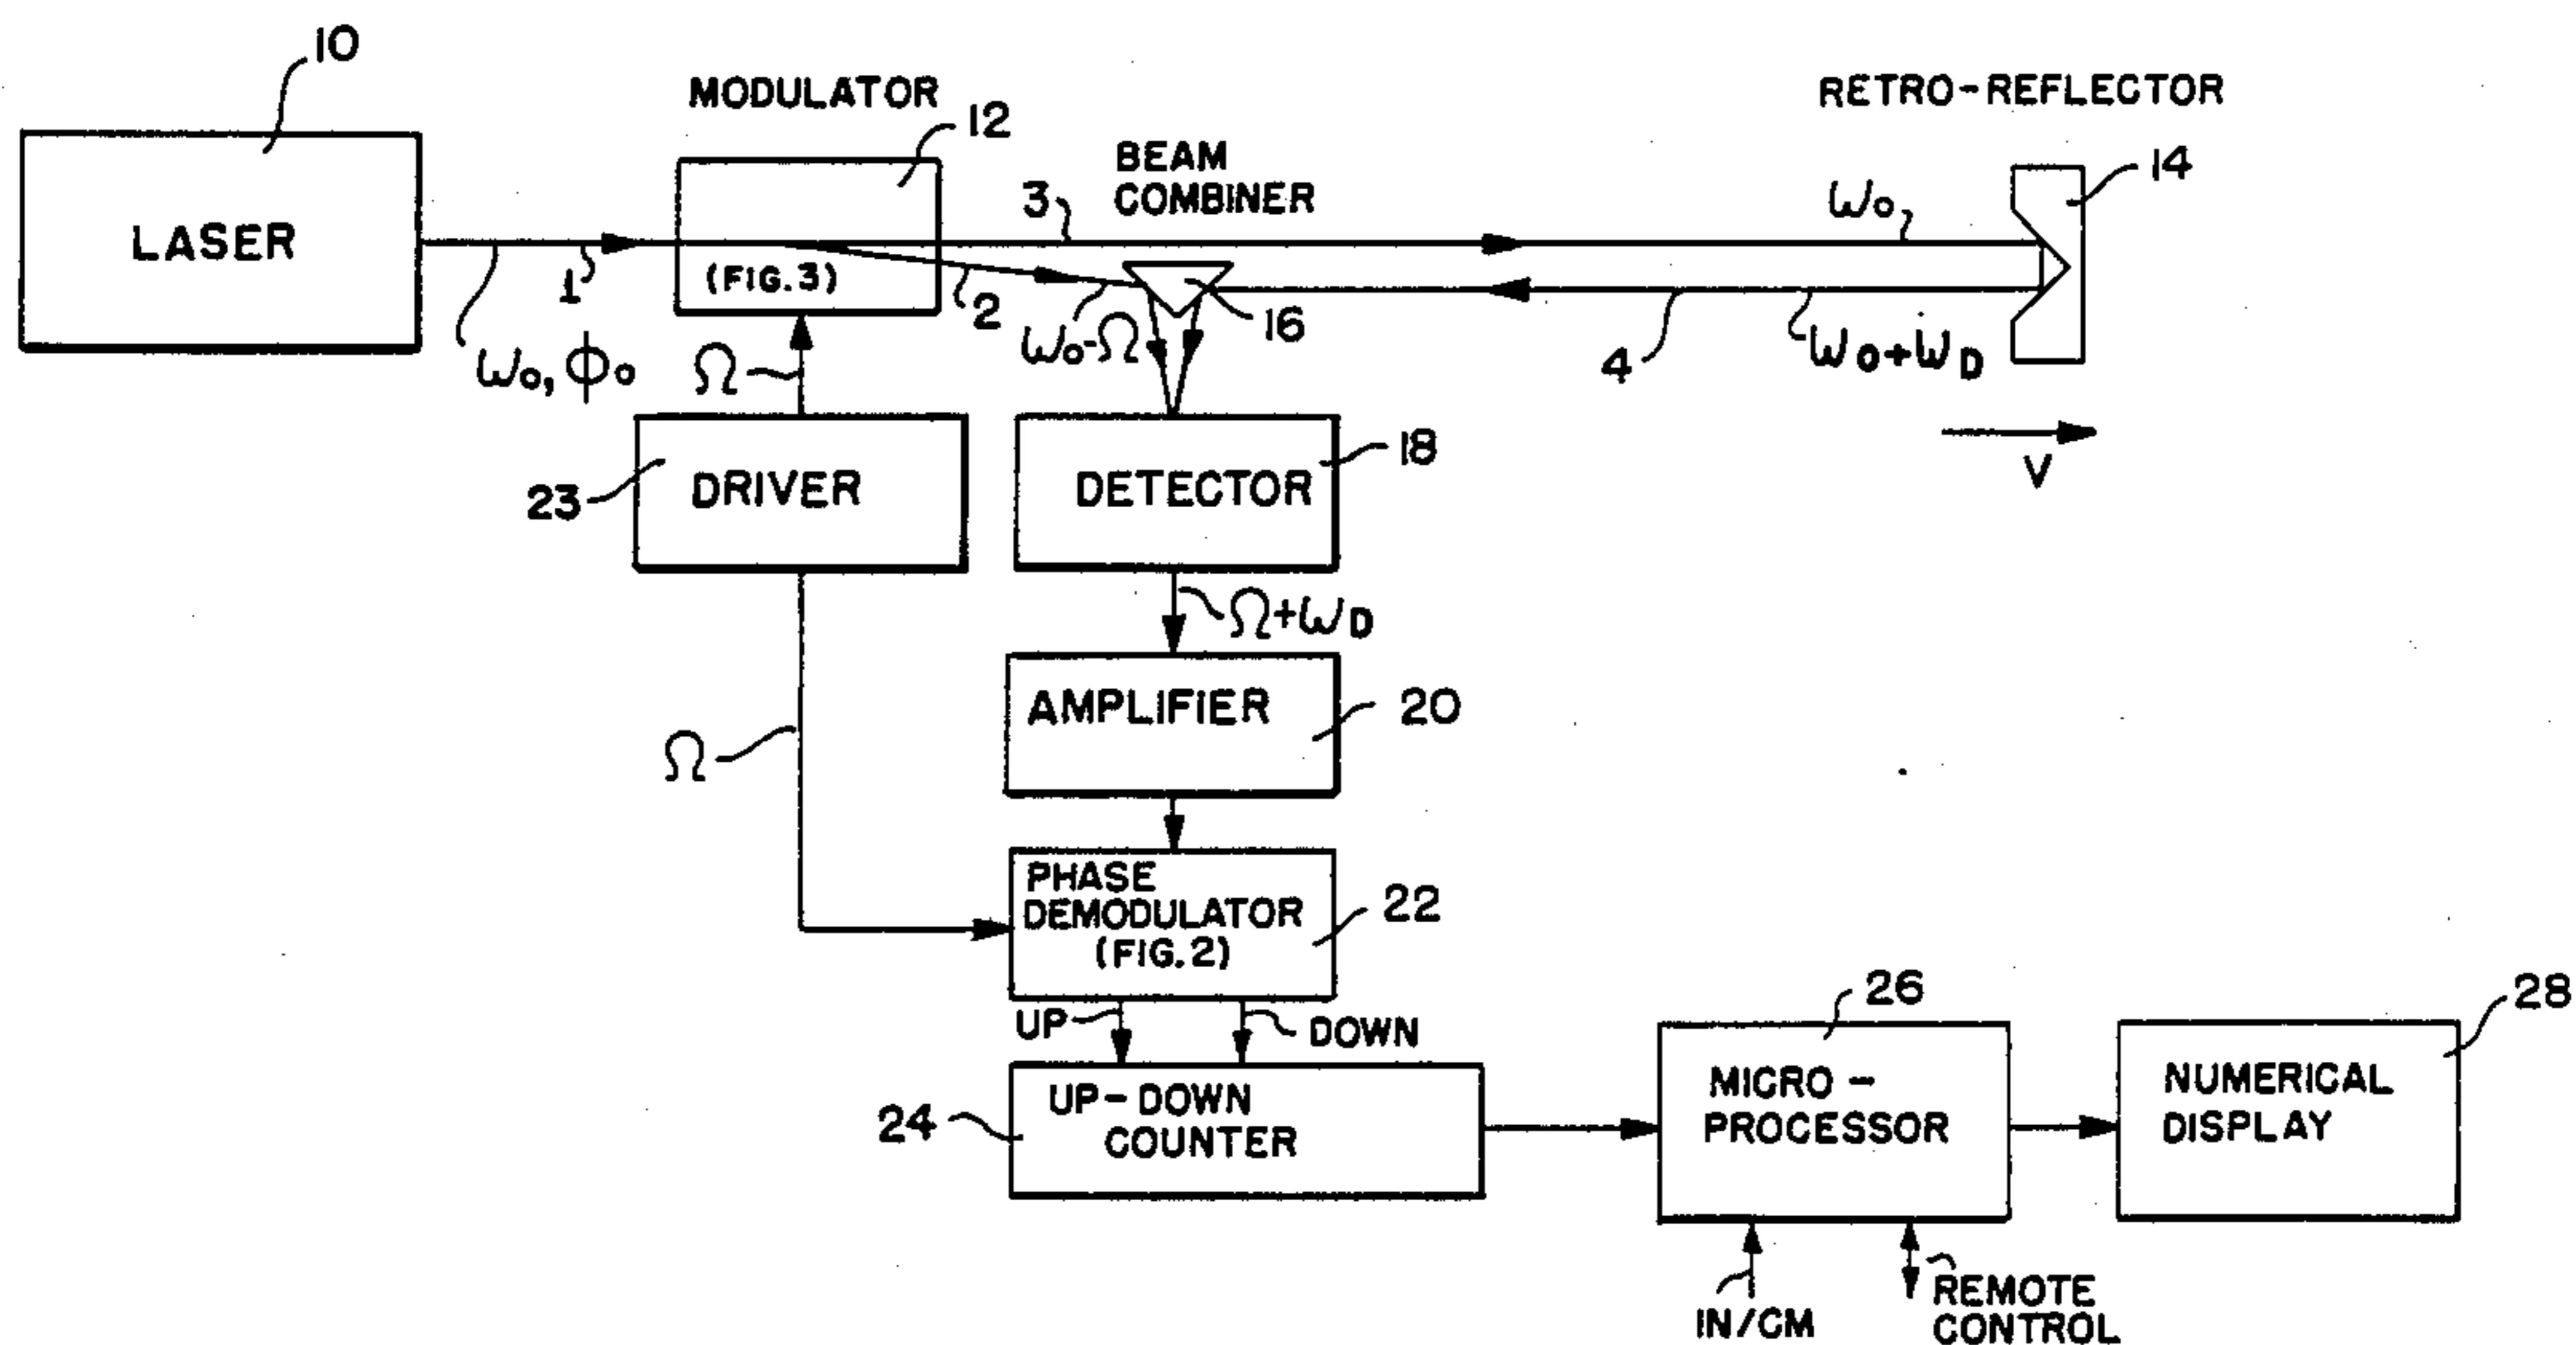 10
MODULATOR
12
BEAM
COMBINER
RETRO-REFLECTOR
14
LASER
1
(FIG. 3)
2
3
ω₀
16
ω₀-Ω
4
ω₀+ω_D
ω₀, ϕ₀
Ω
V
23
DRIVER
DETECTOR
18
Ω+ω_D
AMPLIFIER
20
Ω
PHASE
DEMODULATOR
(FIG. 2)
22
UP
DOWN
24
UP-DOWN
COUNTER
26
MICRO-
PROCESSOR
28
NUMERICAL
DISPLAY
IN/CM
REMOTE
CONTROL